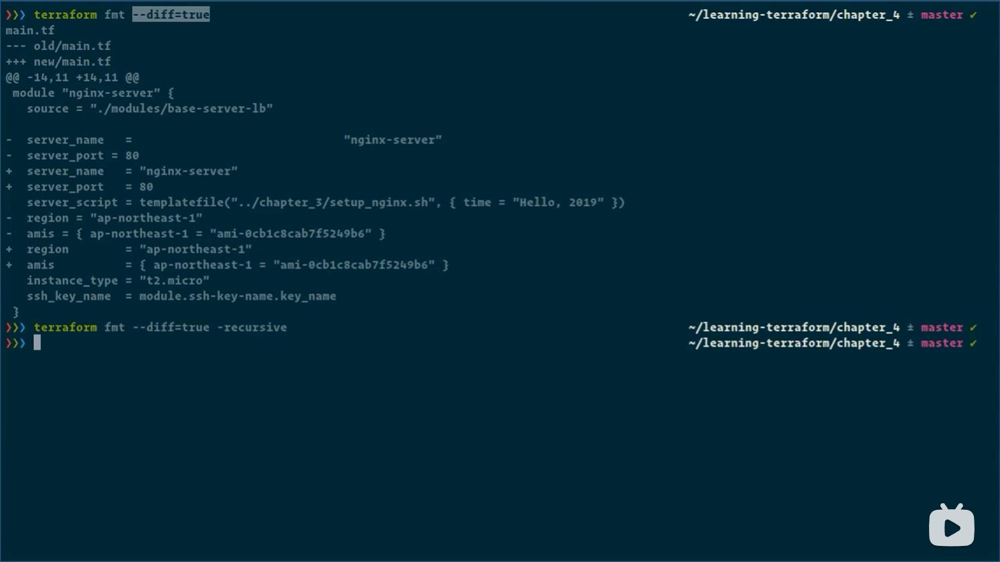 ❯❯❯ terraform fmt --diff=true ~/learning-terraform/chapter_4 ± master ✔
main.tf
--- old/main.tf
+++ new/main.tf
@@ -14,11 +14,11 @@
 module "nginx-server" {
   source = "./modules/base-server-lb"
-  server_name   =                              "nginx-server"
-  server_port = 80
+  server_name   = "nginx-server"
+  server_port   = 80
   server_script = templatefile("../chapter_3/setup_nginx.sh", { time = "Hello, 2019" })
-  region = "ap-northeast-1"
-  amis = { ap-northeast-1 = "ami-0cb1c8cab7f5249b6" }
+  region        = "ap-northeast-1"
+  amis          = { ap-northeast-1 = "ami-0cb1c8cab7f5249b6" }
   instance_type = "t2.micro"
   ssh_key_name  = module.ssh-key-name.key_name
 }
❯❯❯ terraform fmt --diff=true -recursive ~/learning-terraform/chapter_4 ± master ✔
❯❯❯ ~/learning-terraform/chapter_4 ± master ✔